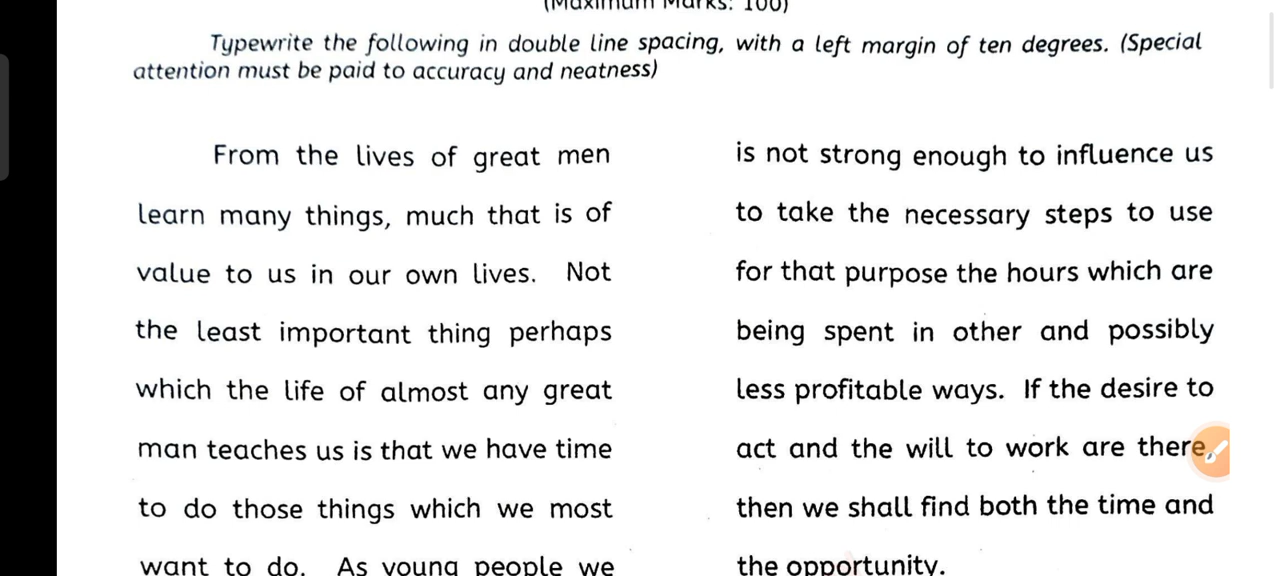 (Maximum Marks: 100)
Typewrite the following in double line spacing, with a left margin of ten degrees. (Special
attention must be paid to accuracy and neatness)
From the lives of great men
learn many things, much that is of
value to us in our own lives. Not
the least important thing perhaps
which the life of almost any great
man teaches us is that we have time
to do those things which we most
want to do. As young people we
is not strong enough to influence us
to take the necessary steps to use
for that purpose the hours which are
being spent in other and possibly
less profitable ways. If the desire to
act and the will to work are there,
then we shall find both the time and
the opportunity.